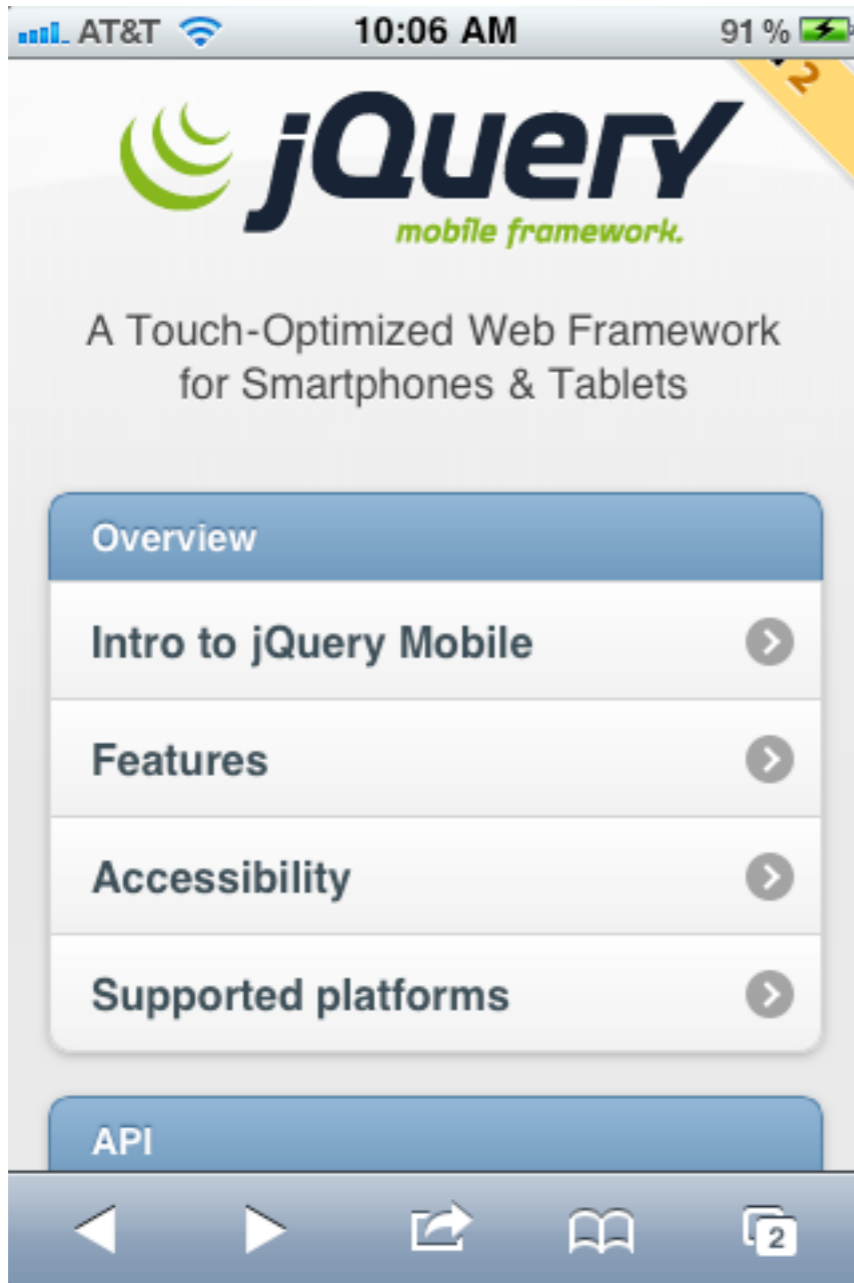 AT&T 10:06 AM 91 %
2
jQuery
mobile framework.
A Touch-Optimized Web Framework
for Smartphones & Tablets
Overview
Intro to jQuery Mobile
Features
Accessibility
Supported platforms
API
2